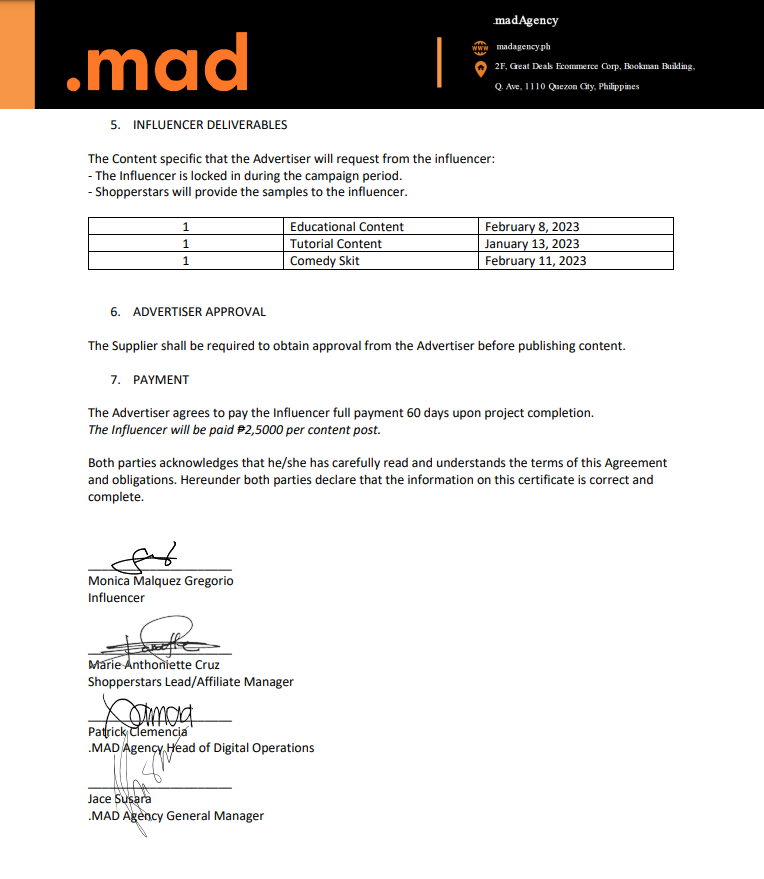 .mad
.madAgency
www madagency.ph
2F, Great Deals Ecommerce Corp, Bookman Building,
Q. Ave, 1110 Quezon City, Philippines
5. INFLUENCER DELIVERABLES
The Content specific that the Advertiser will request from the influencer:
- The Influencer is locked in during the campaign period.
- Shopperstars will provide the samples to the influencer.
1 Educational Content February 8, 2023
1 Tutorial Content January 13, 2023
1 Comedy Skit February 11, 2023
6. ADVERTISER APPROVAL
The Supplier shall be required to obtain approval from the Advertiser before publishing content.
7. PAYMENT
The Advertiser agrees to pay the Influencer full payment 60 days upon project completion.
The Influencer will be paid ₱2,5000 per content post.
Both parties acknowledges that he/she has carefully read and understands the terms of this Agreement
and obligations. Hereunder both parties declare that the information on this certificate is correct and
complete.
Monica Malquez Gregorio
Influencer
Marie Anthoniette Cruz
Shopperstars Lead/Affiliate Manager
Patrick Clemencia
.MAD Agency Head of Digital Operations
Jace Susara
.MAD Agency General Manager